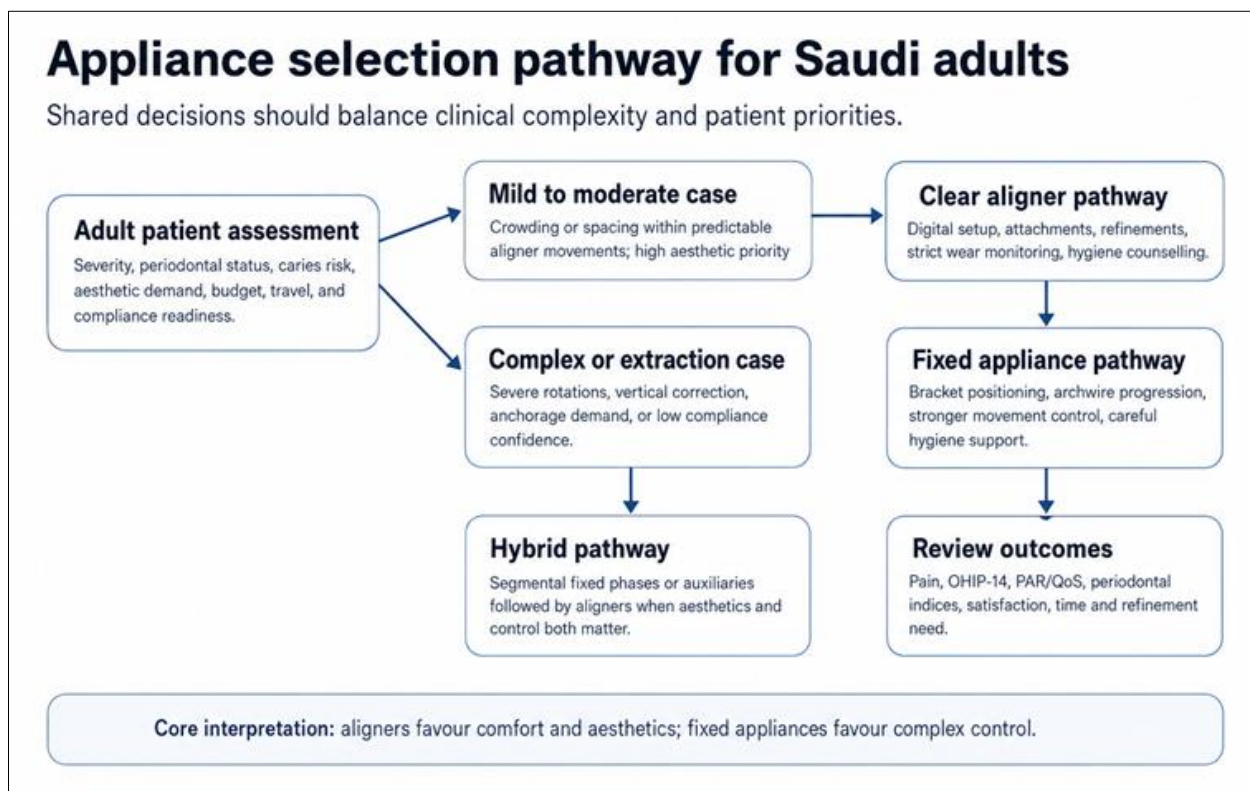 Appliance selection pathway for Saudi adults
Shared decisions should balance clinical complexity and patient priorities.
Adult patient assessment
Severity, periodontal status, caries risk,
aesthetic demand, budget, travel, and
compliance readiness.
Mild to moderate case
Crowding or spacing within predictable
aligner movements; high aesthetic priority
Clear aligner pathway
Digital setup, attachments, refinements,
strict wear monitoring, hygiene counselling.
Complex or extraction case
Severe rotations, vertical correction,
anchorage demand, or low compliance
confidence.
Fixed appliance pathway
Bracket positioning, archwire progression,
stronger movement control, careful
hygiene support.
Hybrid pathway
Segmental fixed phases or auxiliaries
followed by aligners when aesthetics and
control both matter.
Review outcomes
Pain, OHIP-14, PAR/QoS, periodontal
indices, satisfaction, time and refinement
need.
Core interpretation: aligners favour comfort and aesthetics; fixed appliances favour complex control.